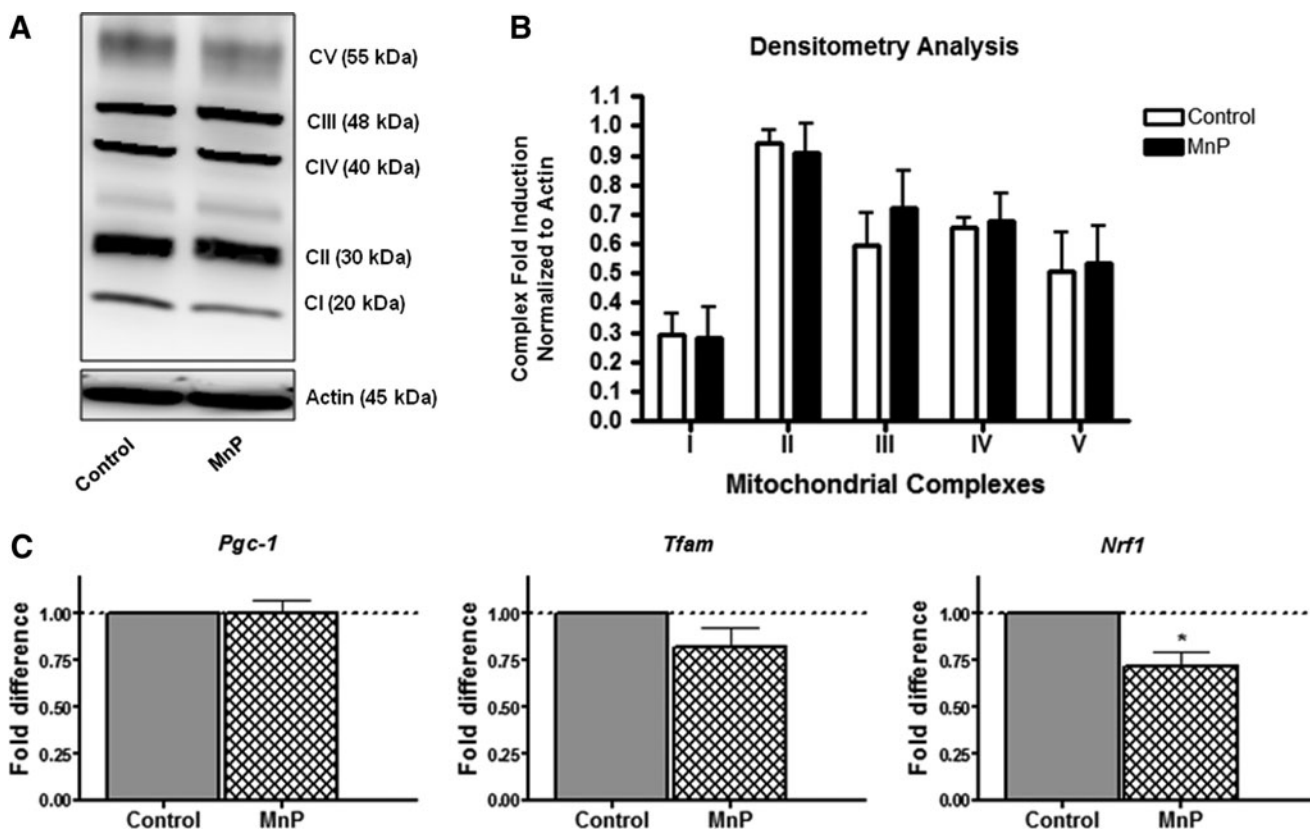 A
CV (55 kDa)
CIII (48 kDa)
CIV (40 kDa)
CII (30 kDa)
CI (20 kDa)
Actin (45 kDa)
Control
MnP
B
Densitometry Analysis
Complex Fold Induction
Normalized to Actin
1.1
1.0
0.9
0.8
0.7
0.6
0.5
0.4
0.3
0.2
0.1
0.0
I II III IV V
Mitochondrial Complexes
Control
MnP
C
Pgc-1
Fold difference
1.00
0.75
0.50
0.25
0.00
Control MnP
Tfam
Fold difference
1.00
0.75
0.50
0.25
0.00
Control MnP
Nrf1
Fold difference
1.00
0.75
0.50
0.25
0.00
*
Control MnP